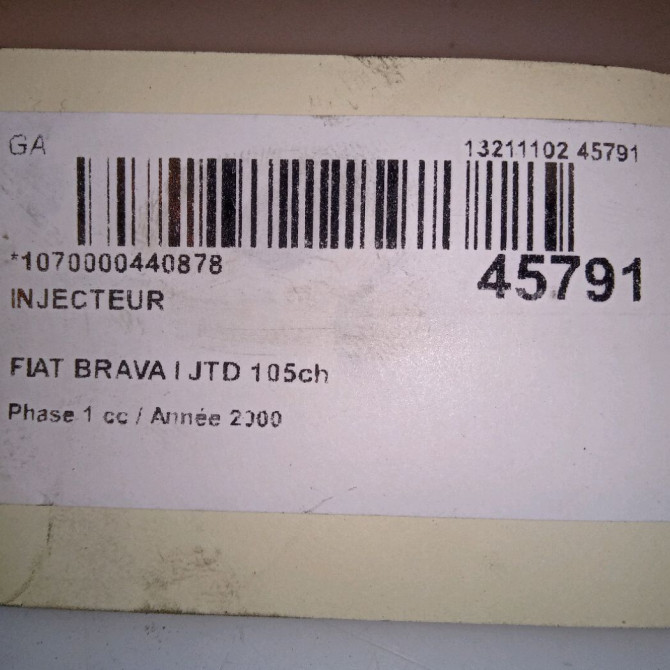 GA 13211102 45791
*1070000440878 45791
INJECTEUR
FIAT BRAVA I JTD 105ch
Phase 1 cc / Année 2000